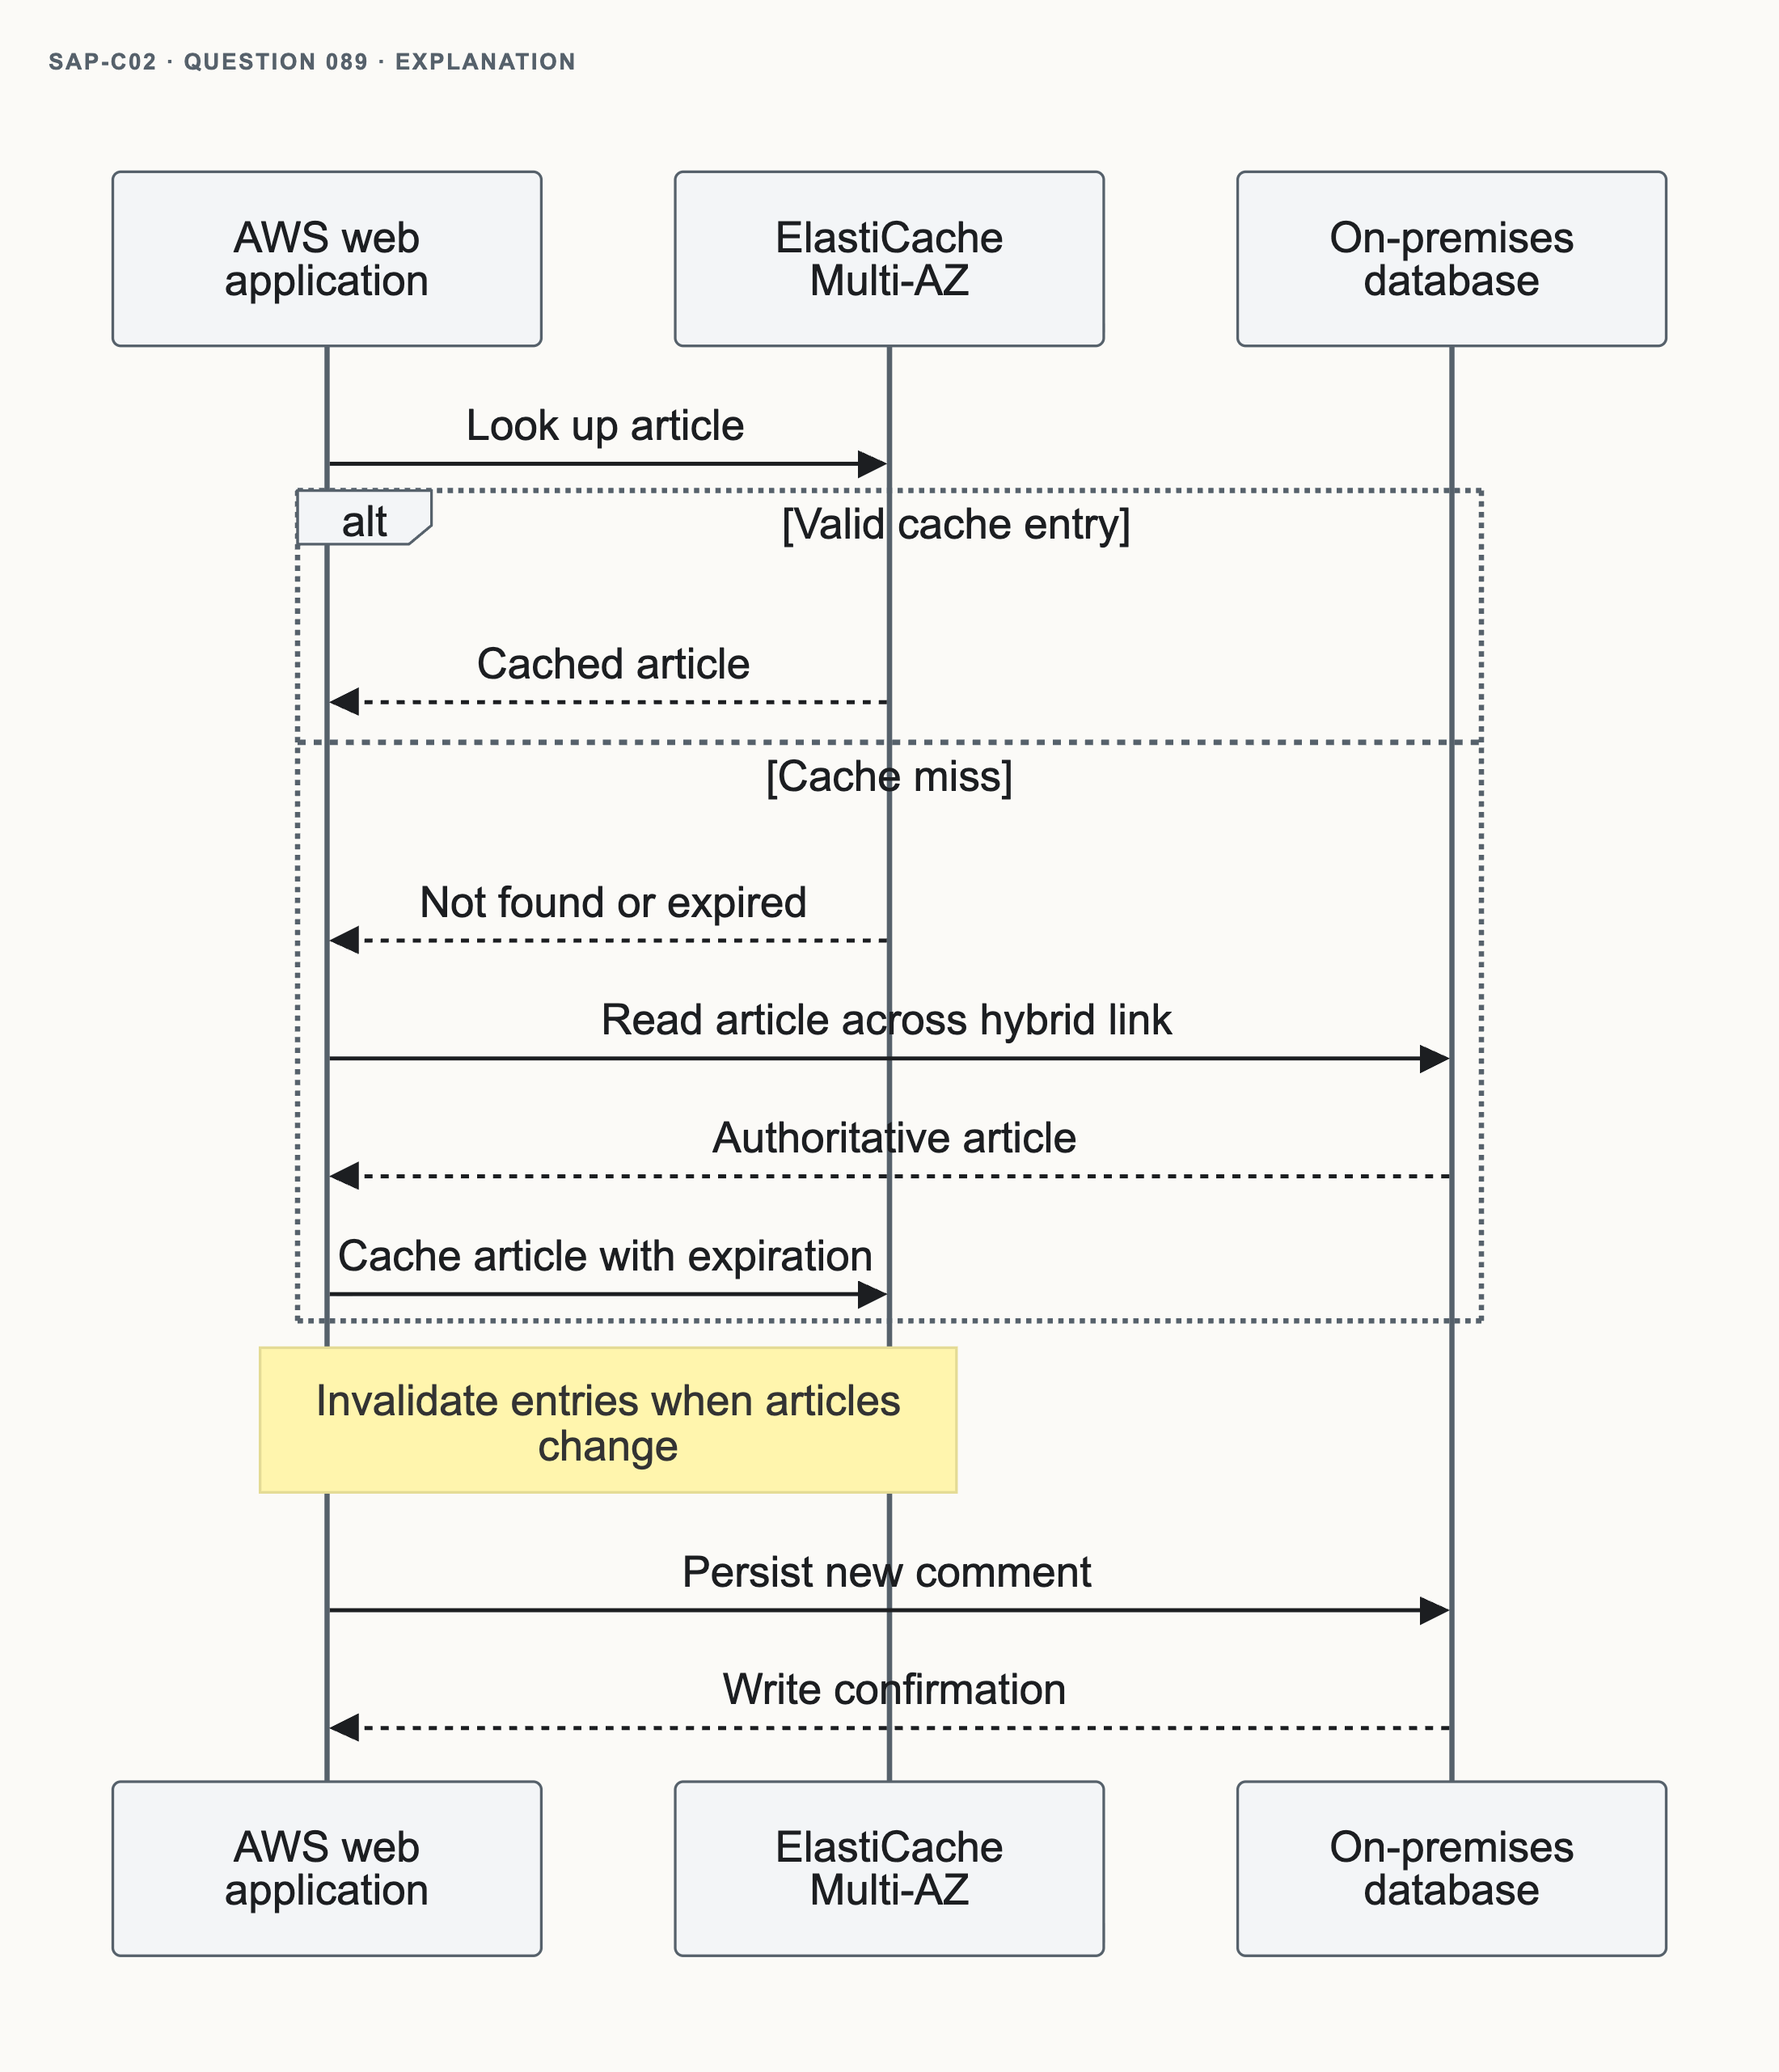 SAP-C02 · QUESTION 089 · EXPLANATION
AWS web
application
ElastiCache
Multi-AZ
On-premises
database
Look up article
alt
[Valid cache entry]
Cached article
[Cache miss]
Not found or expired
Read article across hybrid link
Authoritative article
Cache article with expiration
Invalidate entries when articles
change
Persist new comment
Write confirmation
AWS web
application
ElastiCache
Multi-AZ
On-premises
database